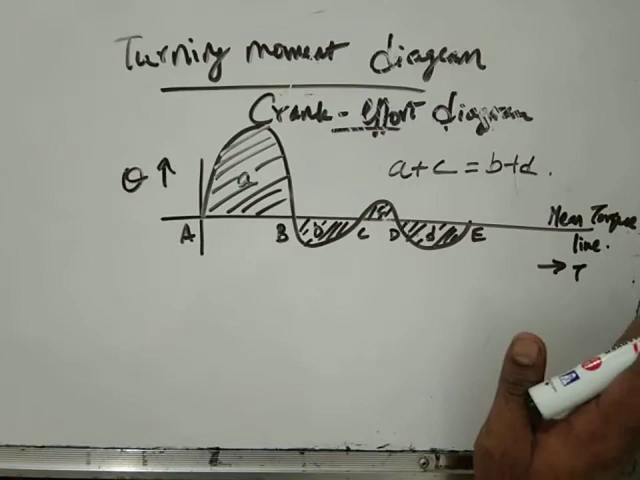 Turning moment diagram
Crank-effort diagram
θ ↑
a
a+c = b+d.
A
B
b
c
C
D
d
E
Mean Torque
line.
→ T